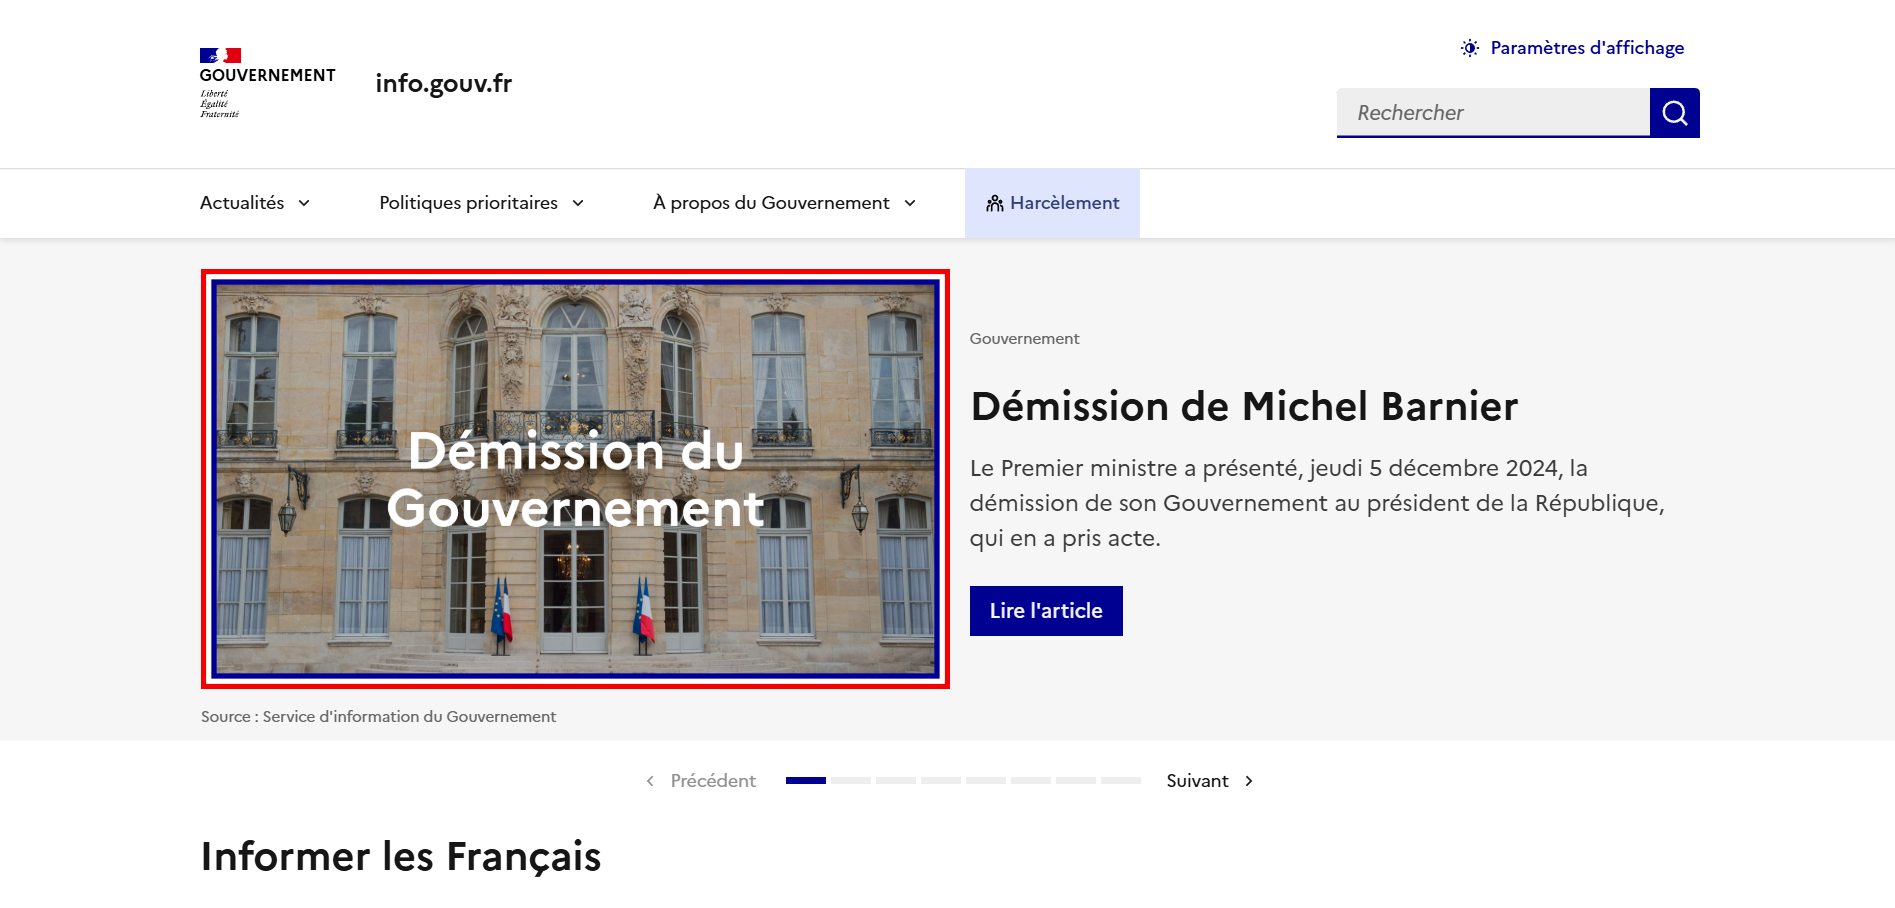 GOUVERNEMENT
Liberté
Égalité
Fraternité
info.gouv.fr
Paramètres d'affichage
Rechercher
Actualités
Politiques prioritaires
À propos du Gouvernement
Harcèlement
Démission du
Gouvernement
Source : Service d'information du Gouvernement
Gouvernement
Démission de Michel Barnier
Le Premier ministre a présenté, jeudi 5 décembre 2024, la
démission de son Gouvernement au président de la République,
qui en a pris acte.
Lire l'article
Précédent
Suivant
Informer les Français